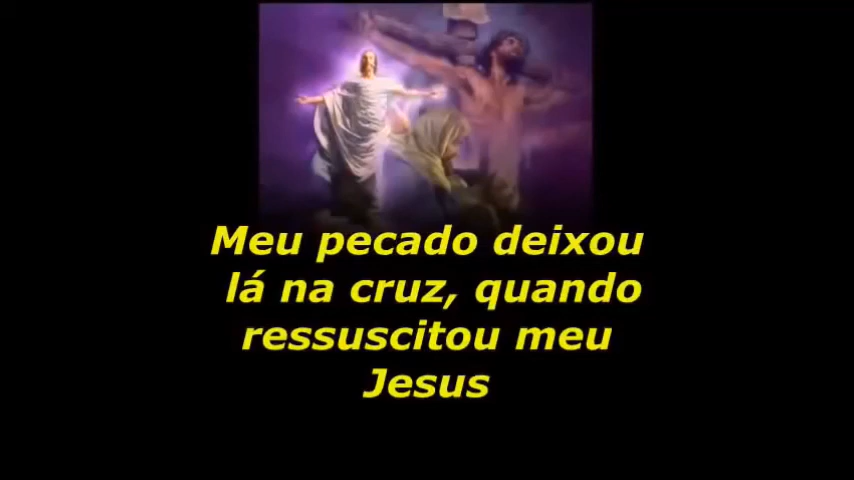 Meu pecado deixou
lá na cruz, quando
ressuscitou meu
Jesus